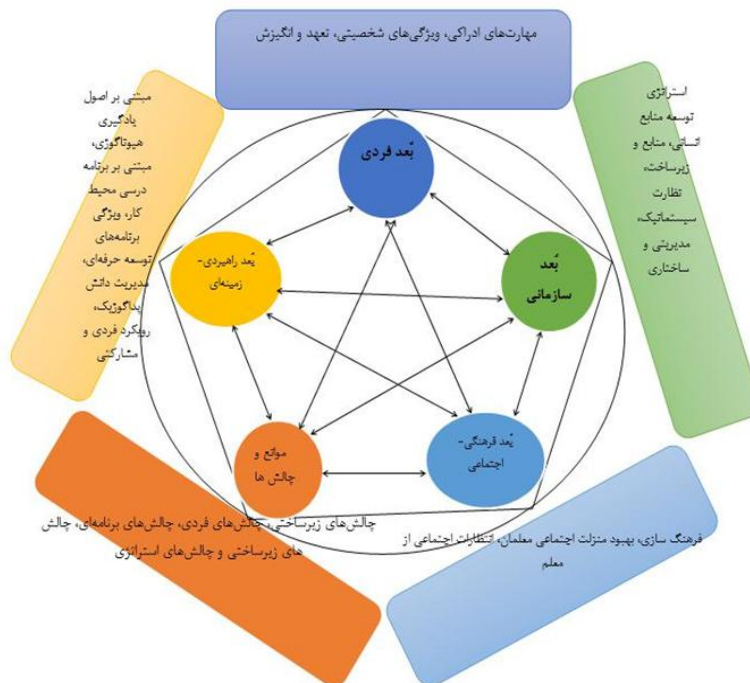 مهارت‌های ادراکی، ویژگی‌های شخصیتی، تعهد و انگیزش
استراتژی
توسعه منابع
انسانی، منابع و
زیرساخت،
نظارت
سیستماتیک،
مدیریتی و
ساختاری
مبتنی بر اصول
یادگیری
هیوتاگوژی،
مبتنی بر برنامه
درسی محیط
کار، ویژگی
برنامه‌های
توسعه حرفه‌ای،
مدیریت دانش
پداگوژیک،
رویکرد فردی و
مشارکتی
بُعد فردی
بُعد
سازمانی
بُعد راهبردی-
زمینه‌ای
موانع و
چالش ها
بُعد فرهنگی-
اجتماعی
چالش‌های زیرساختی، چالش‌های فردی، چالش‌های برنامه‌ای، چالش
های زیرساختی و چالش‌های استراتژی
فرهنگ سازی، بهبود منزلت اجتماعی معلمان، انتظارات اجتماعی از
معلم